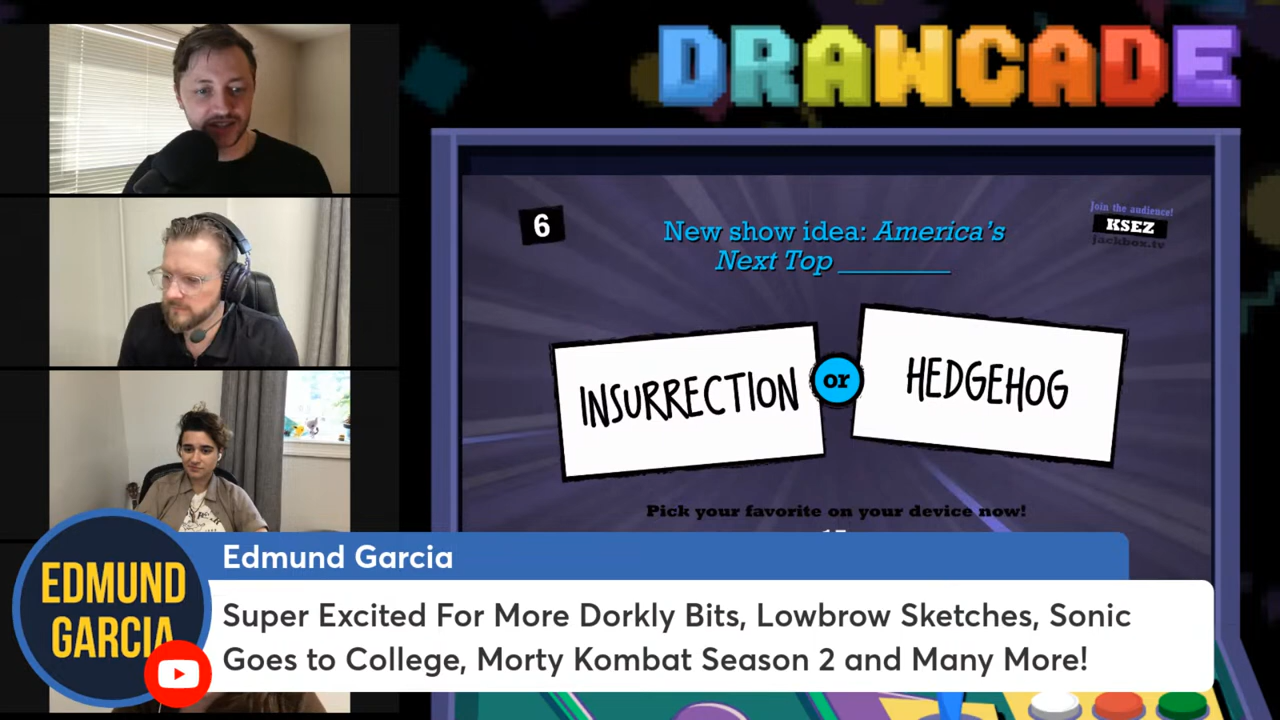 DRAWCADE
6
New show idea: America's
Next Top ________
Join the audience!
KSEZ
jackbox.tv
INSURRECTION
or
HEDGEHOG
Pick your favorite on your device now!
EDMUND
GARCIA
Edmund Garcia
Super Excited For More Dorkly Bits, Lowbrow Sketches, Sonic
Goes to College, Morty Kombat Season 2 and Many More!